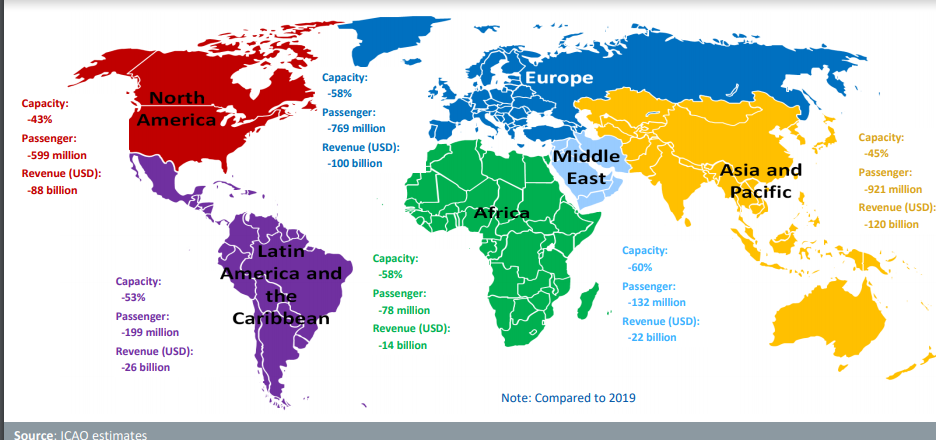 North
America
Capacity:
-43%
Passenger:
-599 million
Revenue (USD):
-88 billion
Capacity:
-58%
Passenger:
-769 million
Revenue (USD):
-100 billion
Europe
Middle
East
Asia and
Pacific
Capacity:
-45%
Passenger:
-921 million
Revenue (USD):
-120 billion
Africa
Latin
America and
the
Caribbean
Capacity:
-53%
Passenger:
-199 million
Revenue (USD):
-26 billion
Capacity:
-58%
Passenger:
-78 million
Revenue (USD):
-14 billion
Capacity:
-60%
Passenger:
-132 million
Revenue (USD):
-22 billion
Note: Compared to 2019
Source: ICAO estimates